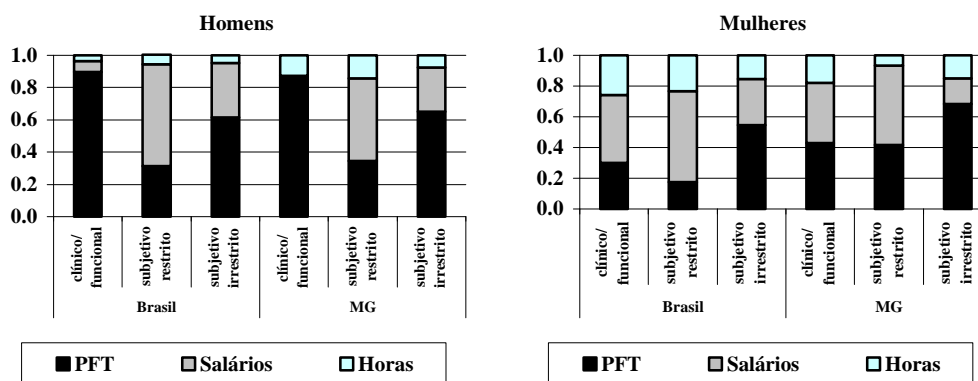 Homens
1.0
0.8
0.6
0.4
0.2
0.0
clínico/
funcional
subjetivo
restrito
subjetivo
irrestrito
clínico/
funcional
subjetivo
restrito
subjetivo
irrestrito
Brasil
MG
PFT Salários Horas
Mulheres
1.0
0.8
0.6
0.4
0.2
0.0
clínico/
funcional
subjetivo
restrito
subjetivo
irrestrito
clínico/
funcional
subjetivo
restrito
subjetivo
irrestrito
Brasil
MG
PFT Salários Horas